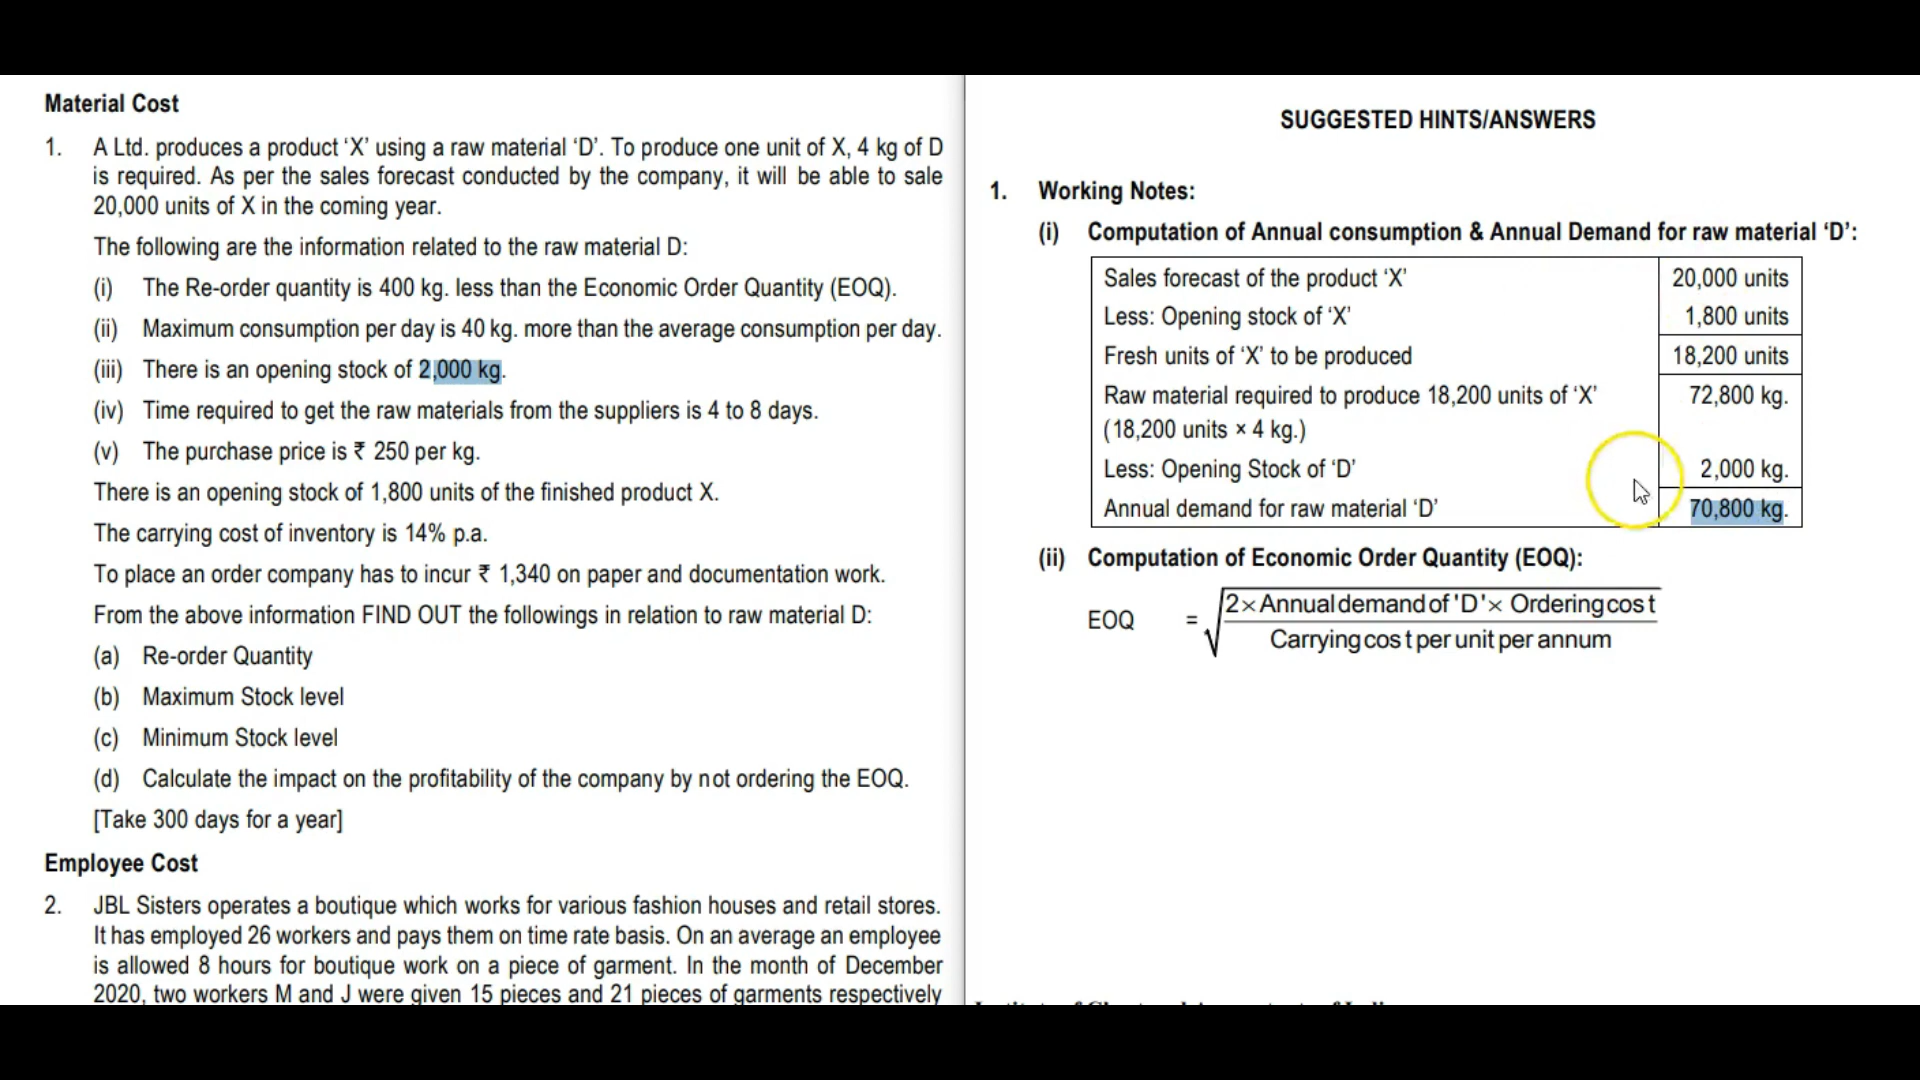 Material Cost
1. A Ltd. produces a product ‘X’ using a raw material ‘D’. To produce one unit of X, 4 kg of D
is required. As per the sales forecast conducted by the company, it will be able to sale
20,000 units of X in the coming year.
The following are the information related to the raw material D:
(i) The Re-order quantity is 400 kg. less than the Economic Order Quantity (EOQ).
(ii) Maximum consumption per day is 40 kg. more than the average consumption per day.
(iii) There is an opening stock of 2,000 kg.
(iv) Time required to get the raw materials from the suppliers is 4 to 8 days.
(v) The purchase price is ₹ 250 per kg.
There is an opening stock of 1,800 units of the finished product X.
The carrying cost of inventory is 14% p.a.
To place an order company has to incur ₹ 1,340 on paper and documentation work.
From the above information FIND OUT the followings in relation to raw material D:
(a) Re-order Quantity
(b) Maximum Stock level
(c) Minimum Stock level
(d) Calculate the impact on the profitability of the company by not ordering the EOQ.
[Take 300 days for a year]
Employee Cost
2. JBL Sisters operates a boutique which works for various fashion houses and retail stores.
It has employed 26 workers and pays them on time rate basis. On an average an employee
is allowed 8 hours for boutique work on a piece of garment. In the month of December
2020, two workers M and J were given 15 pieces and 21 pieces of garments respectively
SUGGESTED HINTS/ANSWERS
1. Working Notes:
(i) Computation of Annual consumption & Annual Demand for raw material ‘D’:
Sales forecast of the product ‘X’ 20,000 units
Less: Opening stock of ‘X’ 1,800 units
Fresh units of ‘X’ to be produced 18,200 units
Raw material required to produce 18,200 units of ‘X’ 72,800 kg.
(18,200 units × 4 kg.)
Less: Opening Stock of ‘D’ 2,000 kg.
Annual demand for raw material ‘D’ 70,800 kg.
(ii) Computation of Economic Order Quantity (EOQ):
EOQ = √
2 × Annual demand of 'D' × Ordering cost
Carrying cost per unit per annum